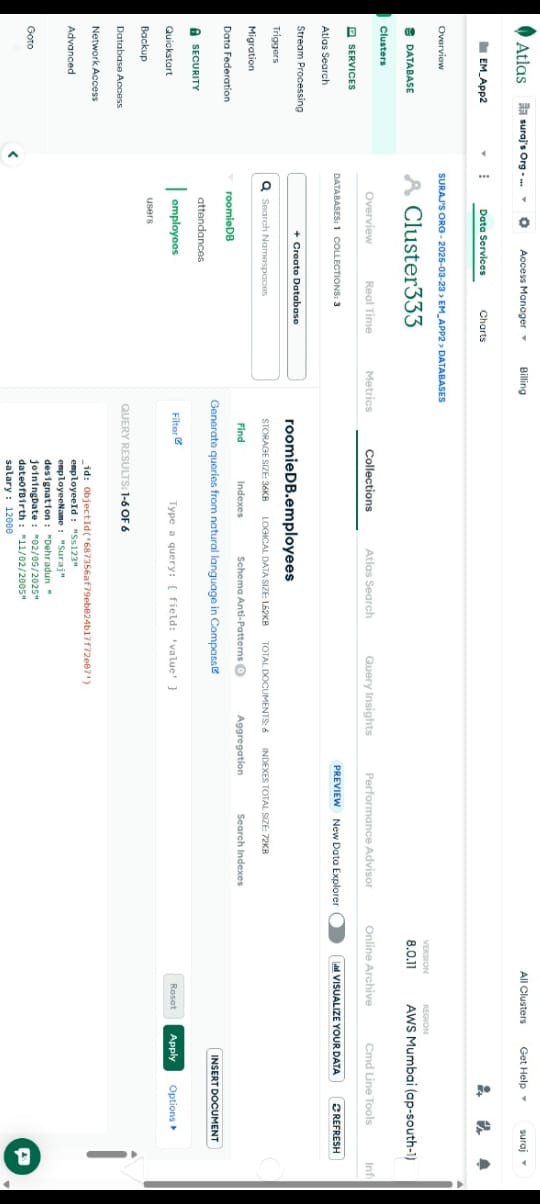 Atlas
suraj's Org - ...
Access Manager
Billing
All Clusters
Get Help
suraj
EM_App2
Data Services
Charts
Overview
DATABASE
Clusters
SERVICES
Atlas Search
Stream Processing
Triggers
Migration
Data Federation
SECURITY
Quickstart
Backup
Database Access
Network Access
Advanced
Goto
SURAJ'S ORG - 2025-03-23 > EM_APP2 > DATABASES
Cluster333
VERSION
8.0.11
REGION
AWS Mumbai (ap-south-1)
Overview
Real Time
Metrics
Collections
Atlas Search
Query Insights
Performance Advisor
Online Archive
Cmd Line Tools
Inf
DATABASES: 1 COLLECTIONS: 3
PREVIEW New Data Explorer
VISUALIZE YOUR DATA
REFRESH
+ Create Database
Search Namespaces
roomieDB
attendances
employees
users
roomieDB.employees
STORAGE SIZE: 36KB LOGICAL DATA SIZE: 1.52KB TOTAL DOCUMENTS: 6 INDEXES TOTAL SIZE: 72KB
Find
Indexes
Schema Anti-Patterns 0
Aggregation
Search Indexes
Generate queries from natural language in Compass
INSERT DOCUMENT
Filter
Type a query: { field: 'value' }
Reset
Apply
Options
QUERY RESULTS: 1-6 OF 6
_id: ObjectId('687356af79eb024b17f72e07')
employeeId : "Ss123"
employeeName : "Suraj"
designation : "Dehradun "
joiningDate : "02/05/2025"
dateOfBirth : "11/02/2005"
salary : 12000